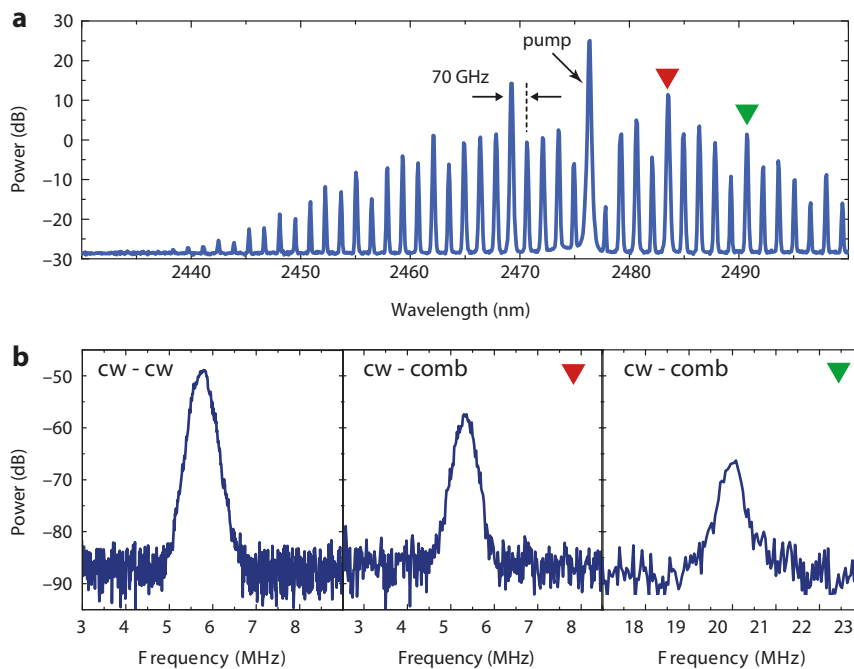 a
30
20
10
0
−10
−20
−30
Power (dB)
70 GHz
pump
2440 2450 2460 2470 2480 2490
Wavelength (nm)
b
cw - cw
cw - comb
cw - comb
−50
−60
−70
−80
−90
Power (dB)
3 4 5 6 7 8
3 4 5 6 7 8
18 19 20 20 22 23
Frequency (MHz)
Frequency (MHz)
Frequency (MHz)